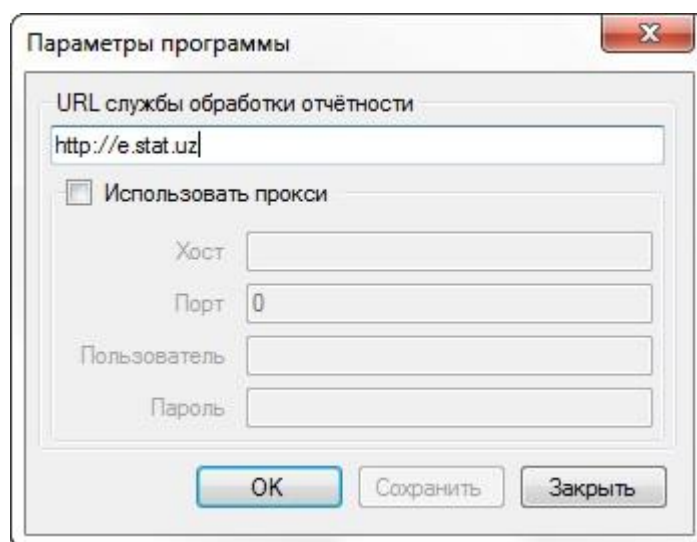 Параметры программы
URL службы обработки отчётности
http://e.stat.uz
Использовать прокси
Хост
Порт 0
Пользователь
Пароль
OK Сохранить Закрыть